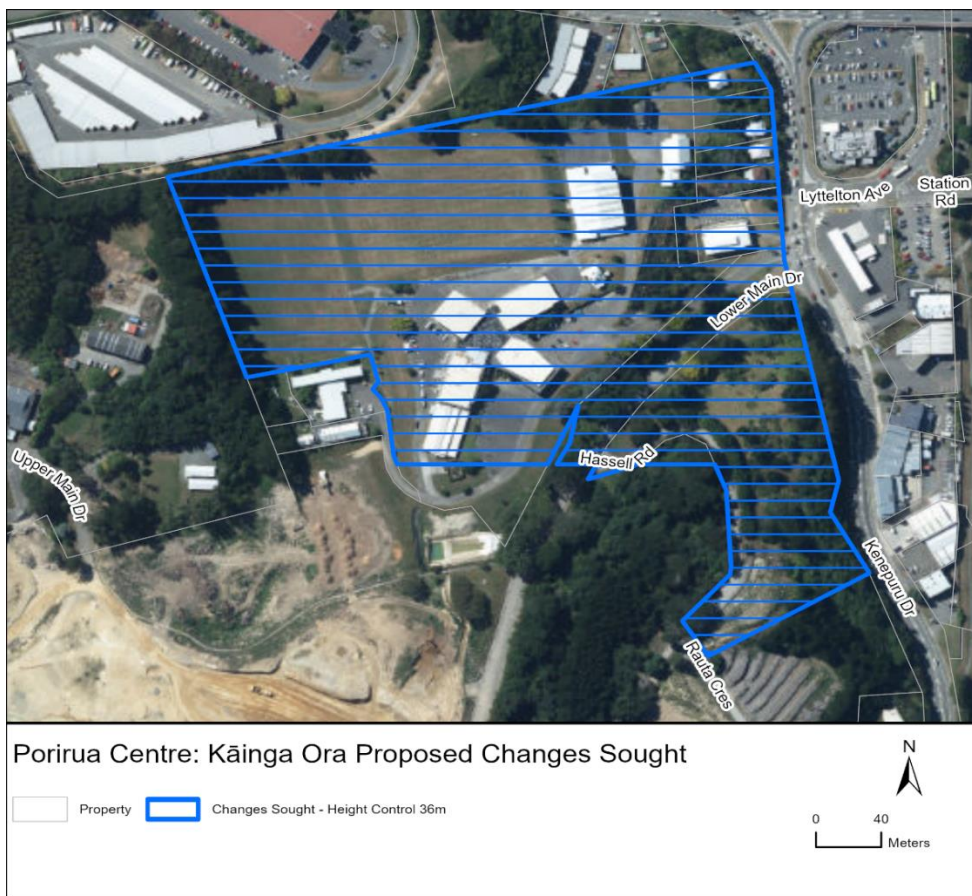 Lyttelton Ave
Station
Rd
Lower Main Dr
Hassell Rd
Upper Main Dr
Kenepuru Dr
Rauta Cres
Porirua Centre: Kāinga Ora Proposed Changes Sought
Property
Changes Sought - Height Control 36m
N
0 40
Meters